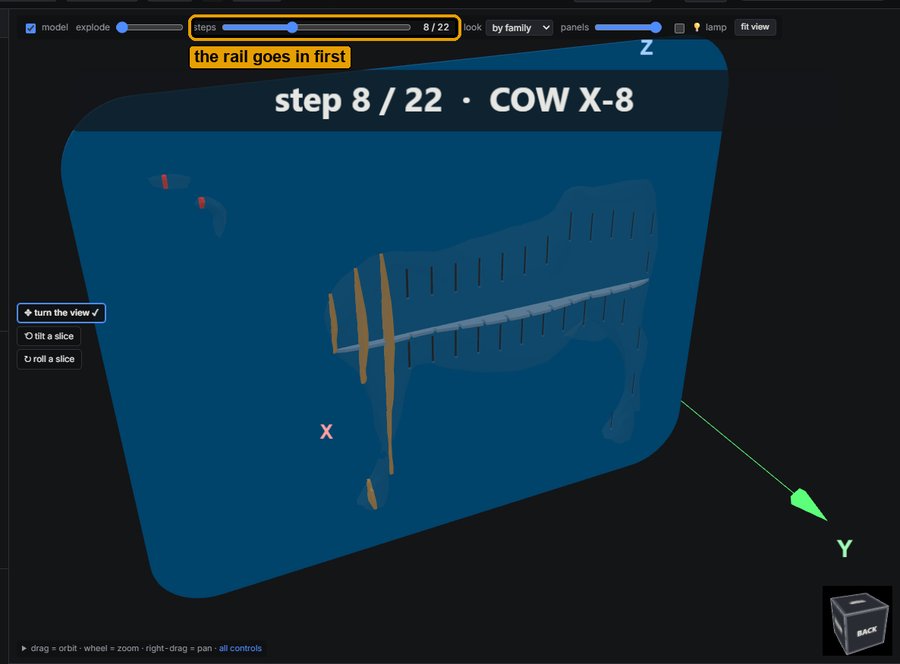 model explode steps 8 / 22 look by family panels lamp fit view
the rail goes in first
Z
step 8 / 22 · COW X-8
✥ turn the view ✓
⟲ tilt a slice
↻ roll a slice
X
Y
BACK
▶ drag = orbit · wheel = zoom · right-drag = pan · all controls